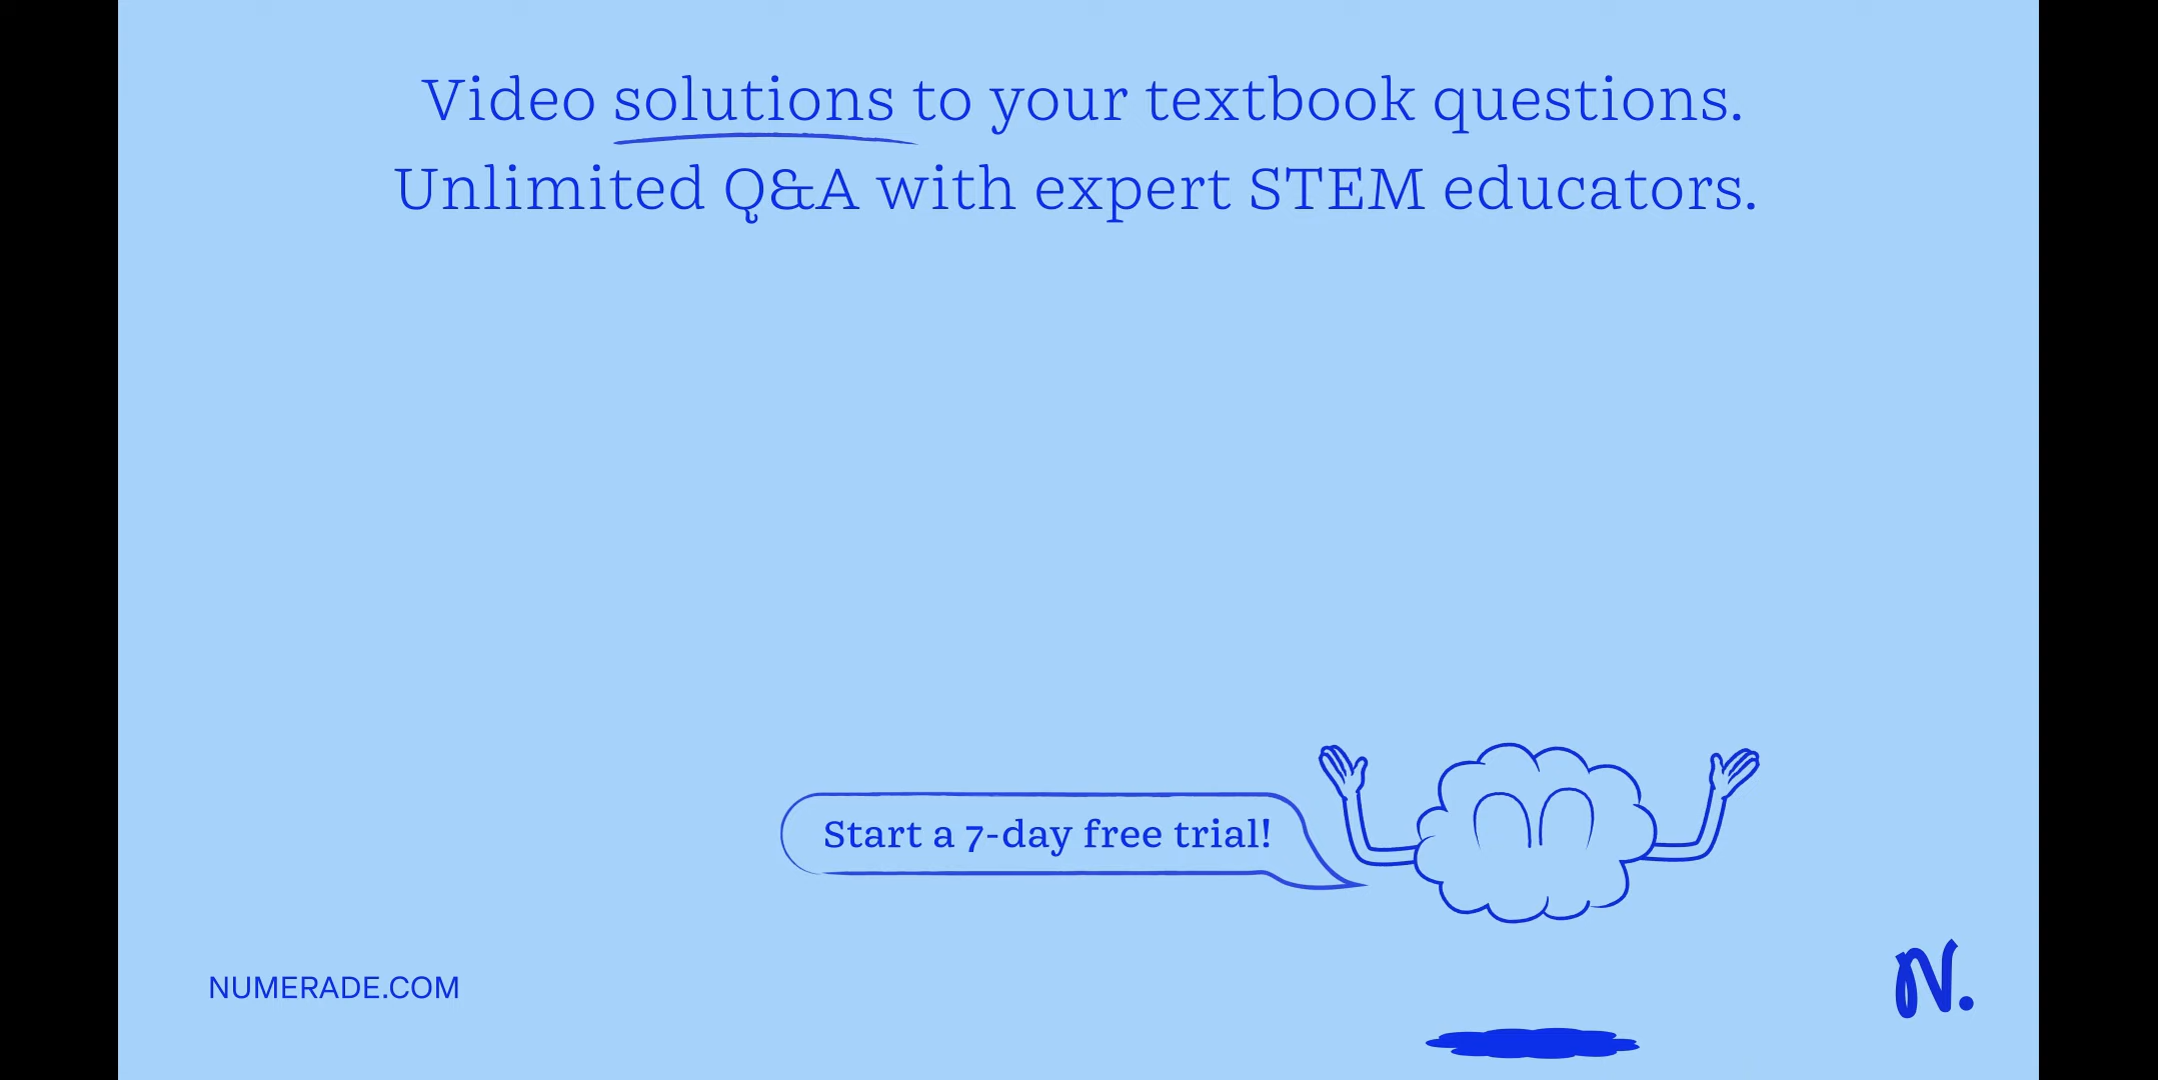 Video solutions to your textbook questions.
Unlimited Q&A with expert STEM educators.
Start a 7-day free trial!
NUMERADE.COM
N.